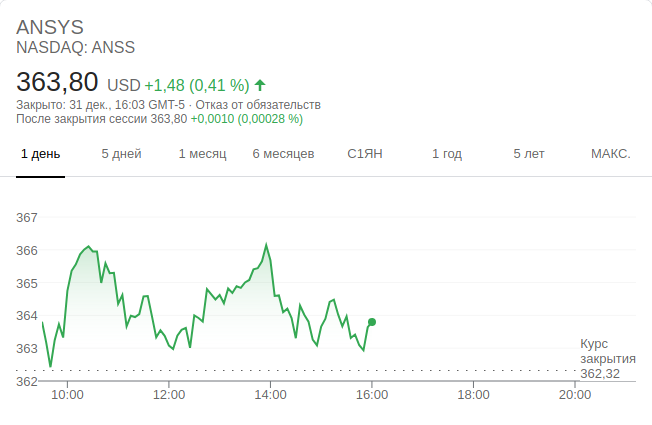 ANSYS
NASDAQ: ANSS
363,80 USD +1,48 (0,41 %)
Закрыто: 31 дек., 16:03 GMT-5 · Отказ от обязательств
После закрытия сессии 363,80 +0,0010 (0,00028 %)
1 день 5 дней 1 месяц 6 месяцев С1ЯН 1 год 5 лет МАКС.
367
366
365
364
363
362
Курс
закрытия
362,32
10:00 12:00 14:00 16:00 18:00 20:00